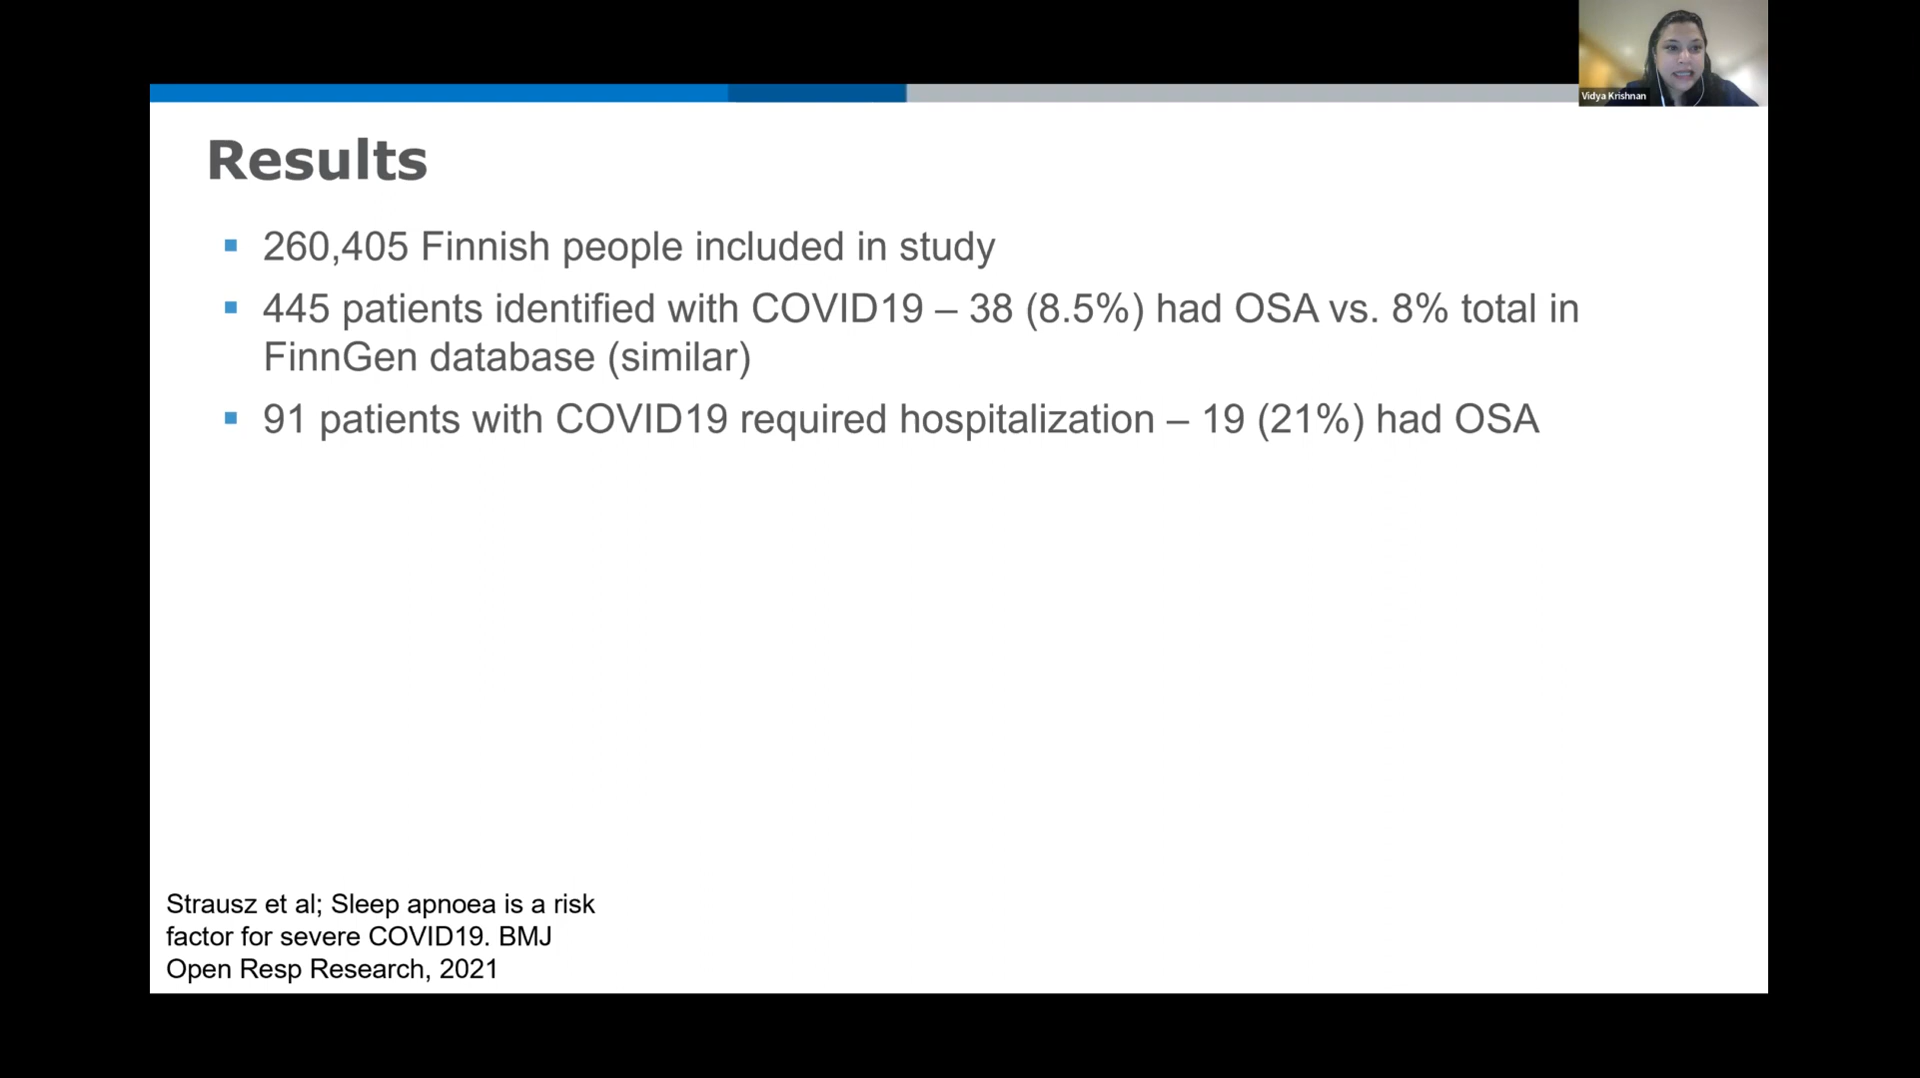 Vidya Krishnan
Results
▪ 260,405 Finnish people included in study
▪ 445 patients identified with COVID19 – 38 (8.5%) had OSA vs. 8% total in
FinnGen database (similar)
▪ 91 patients with COVID19 required hospitalization – 19 (21%) had OSA
Strausz et al; Sleep apnoea is a risk
factor for severe COVID19. BMJ
Open Resp Research, 2021